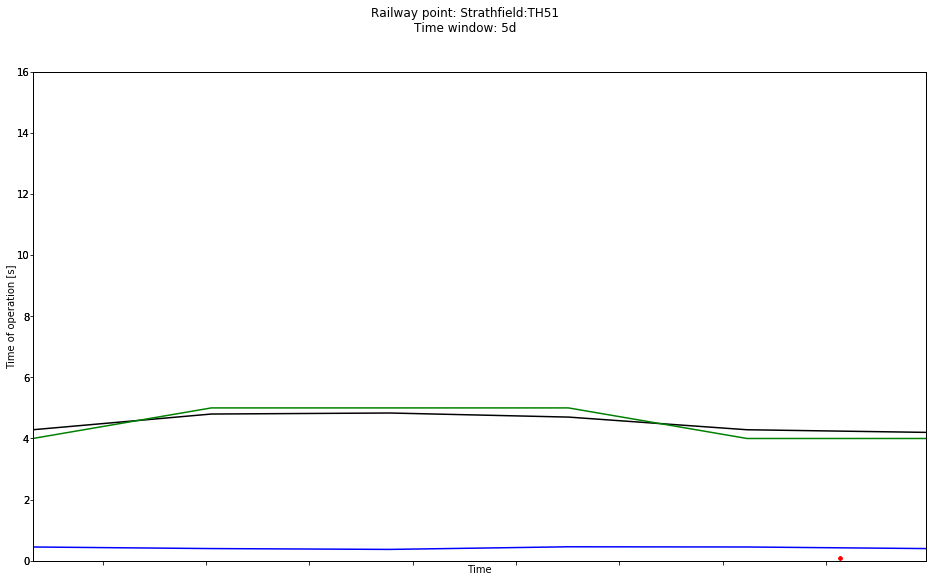 Railway point: Strathfield:TH51
Time window: 5d
16
14
12
10
8
6
4
2
0
Time of operation [s]
Time